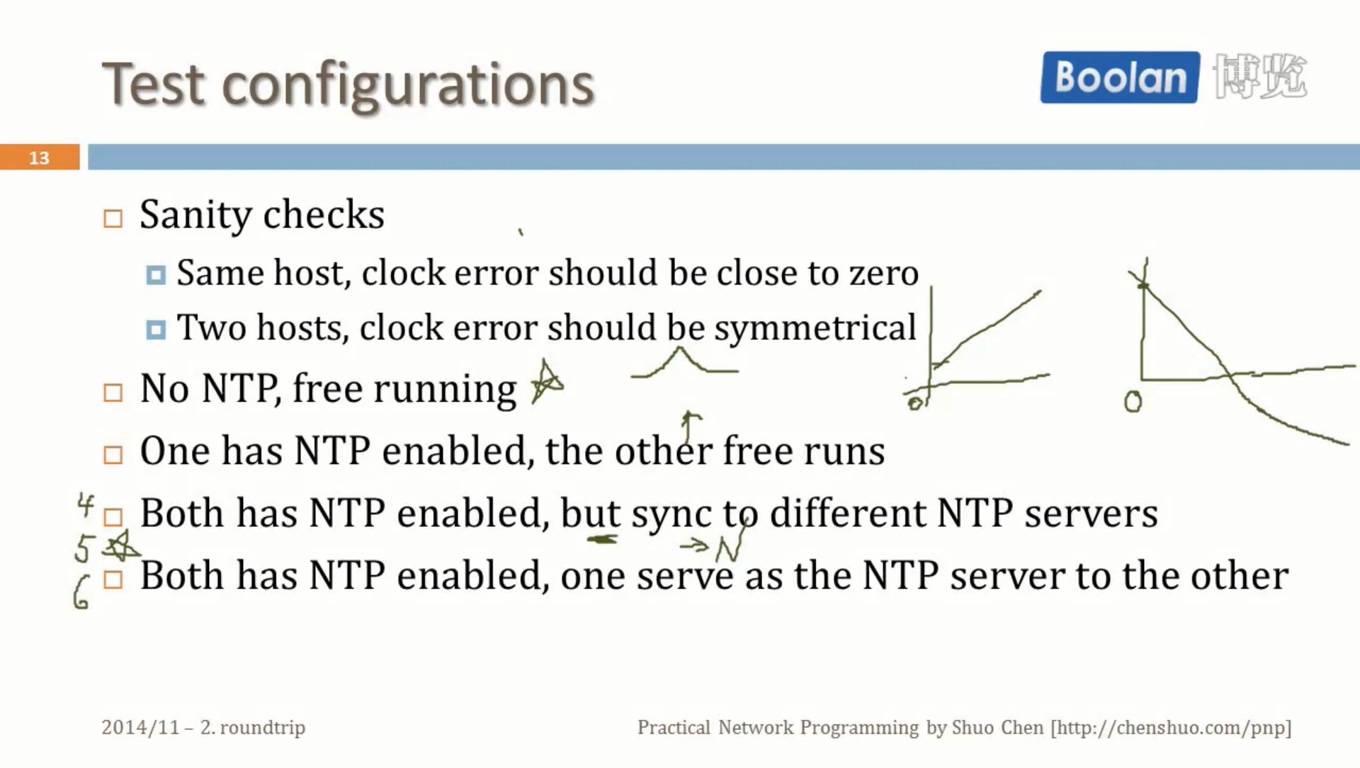 Test configurations
Boolan 博览
13
Sanity checks
Same host, clock error should be close to zero
Two hosts, clock error should be symmetrical
No NTP, free running
0
0
One has NTP enabled, the other free runs
4 Both has NTP enabled, but sync to different NTP servers
5 → N
6 Both has NTP enabled, one serve as the NTP server to the other
2014/11 – 2. roundtrip
Practical Network Programming by Shuo Chen [http://chenshuo.com/pnp]